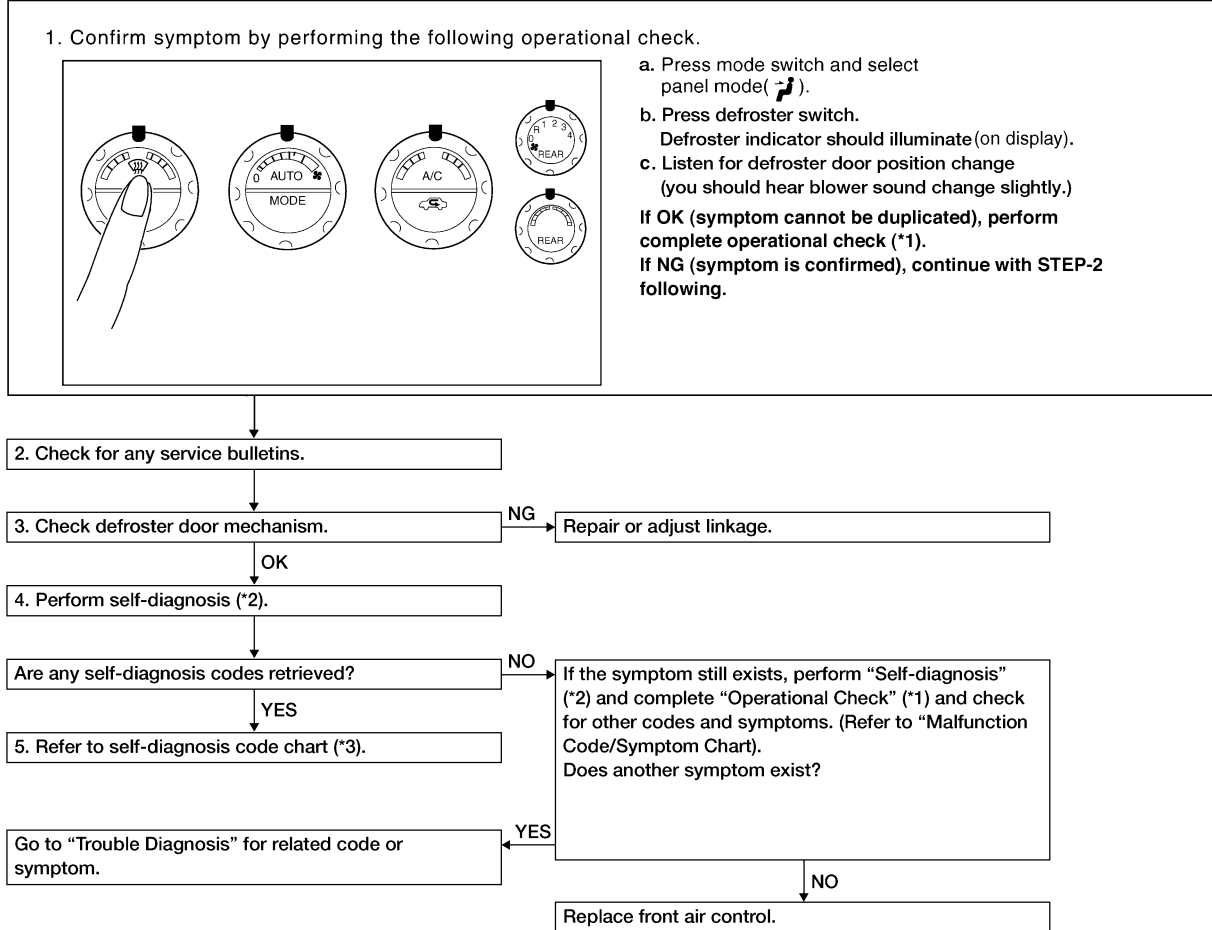 1. Confirm symptom by performing the following operational check.
0
AUTO
MODE
A/C
0 R 1 2 3 4
REAR
REAR
a. Press mode switch and select
panel mode( ).
b. Press defroster switch.
Defroster indicator should illuminate(on display).
c. Listen for defroster door position change
(you should hear blower sound change slightly.)
If OK (symptom cannot be duplicated), perform
complete operational check (*1).
If NG (symptom is confirmed), continue with STEP-2
following.
2. Check for any service bulletins.
3. Check defroster door mechanism.
NG
Repair or adjust linkage.
OK
4. Perform self-diagnosis (*2).
Are any self-diagnosis codes retrieved?
NO
If the symptom still exists, perform “Self-diagnosis”
(*2) and complete “Operational Check” (*1) and check
for other codes and symptoms. (Refer to “Malfunction
Code/Symptom Chart).
Does another symptom exist?
YES
5. Refer to self-diagnosis code chart (*3).
YES
Go to “Trouble Diagnosis” for related code or
symptom.
NO
Replace front air control.